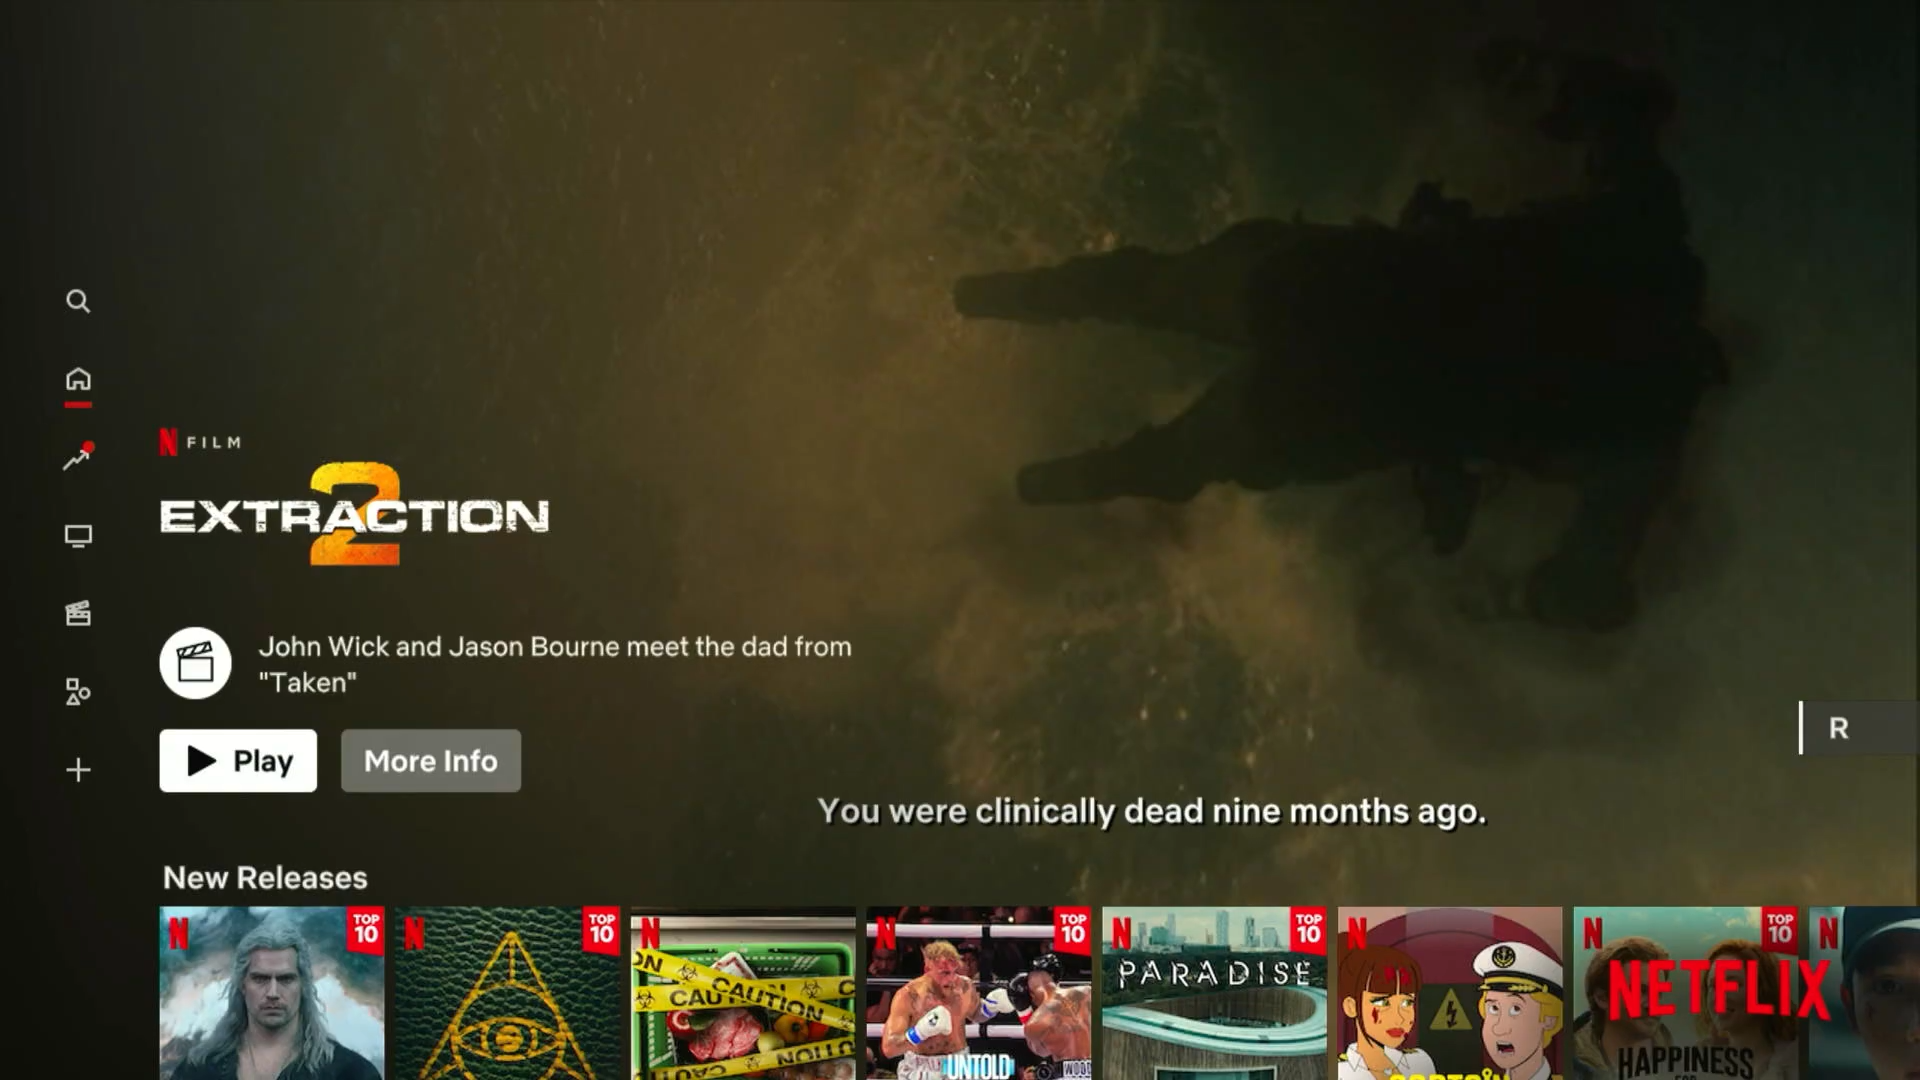 N FILM
EXTRACTION
2
John Wick and Jason Bourne meet the dad from
"Taken"
Play
More Info
R
You were clinically dead nine months ago.
New Releases
N
TOP
10
N
TOP
10
N
CAUTION
CAUTION
N
TOP
10
UNTOLD
N
TOP
10
PARADISE
N
N
TOP
10
HAPPINESS
FOR
N
NETFLIX